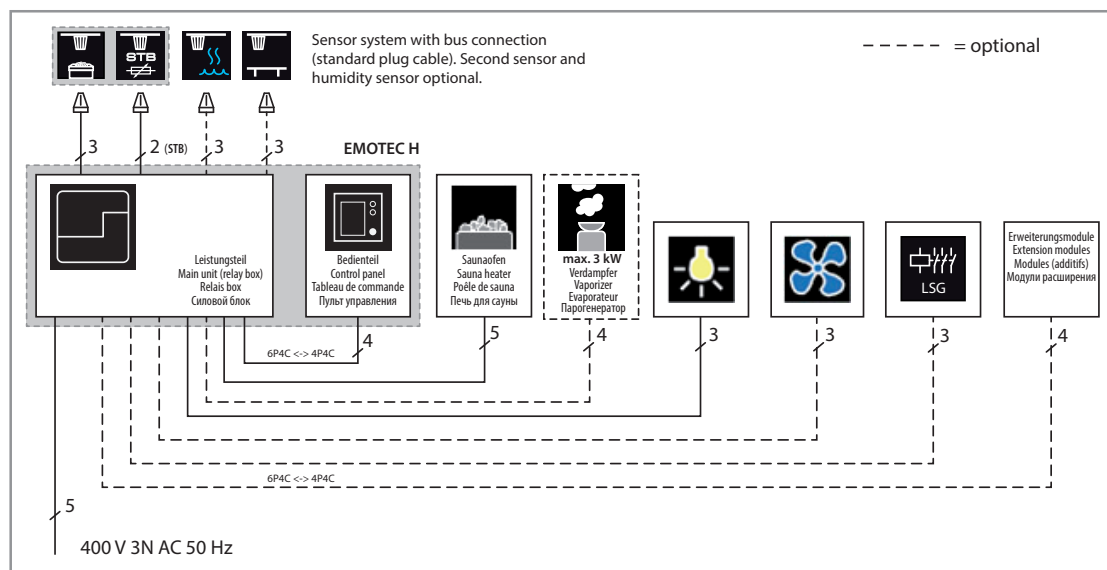 Sensor system with bus connection
(standard plug cable). Second sensor and
humidity sensor optional.
= optional
STB
3
2 (STB)
3
3
EMOTEC H
Leistungsteil
Main unit (relay box)
Relais box
Силовой блок
Bedienteil
Control panel
Tableau de commande
Пульт управления
Saunaofen
Sauna heater
Poêle de sauna
Печь для сауны
max. 3 kW
Verdampfer
Vaporizer
Evaporateur
Парогенератор
LSG
Erweiterungsmodule
Extension modules
Modules (additifs)
Модули расширения
6P4C <-> 4P4C
4
5
4
3
3
3
4
6P4C <-> 4P4C
5
400 V 3N AC 50 Hz